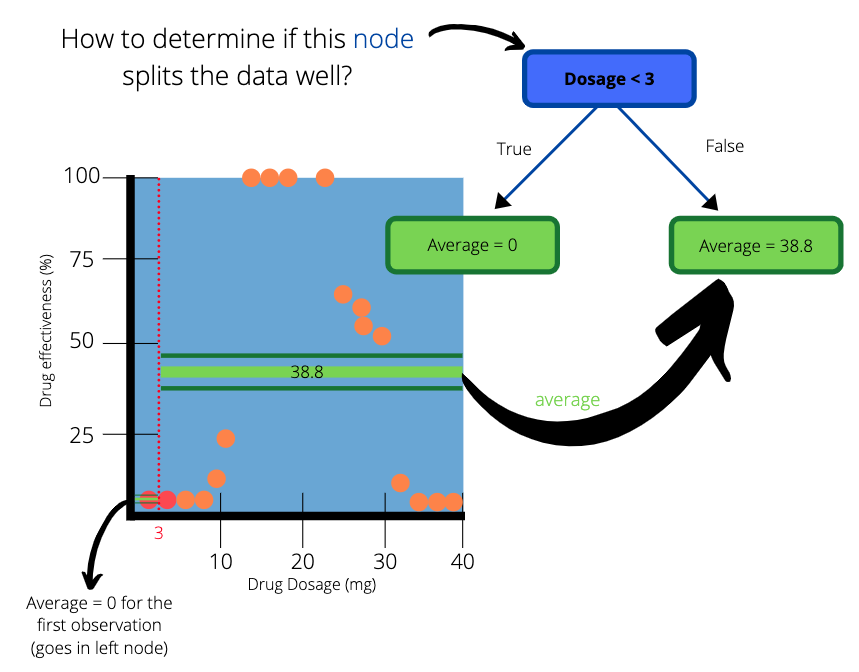 How to determine if this node
splits the data well?
Dosage < 3
True
False
Average = 0
Average = 38.8
100
75
50
25
Drug effectiveness (%)
38.8
average
3
10
20
30
40
Drug Dosage (mg)
Average = 0 for the
first observation
(goes in left node)